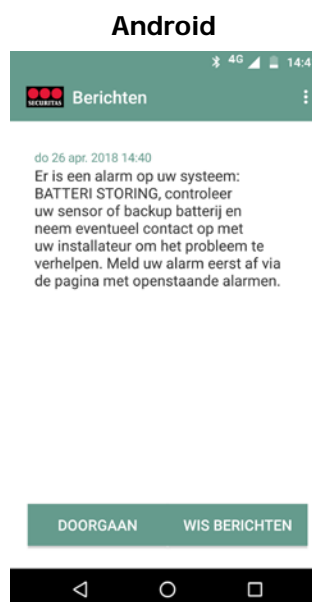 Android
4G 14:4
SECURITAS Berichten
do 26 apr. 2018 14:40
Er is een alarm op uw systeem:
BATTERI STORING, controleer
uw sensor of backup batterij en
neem eventueel contact op met
uw installateur om het probleem te
verhelpen. Meld uw alarm eerst af via
de pagina met openstaande alarmen.
DOORGAAN WIS BERICHTEN